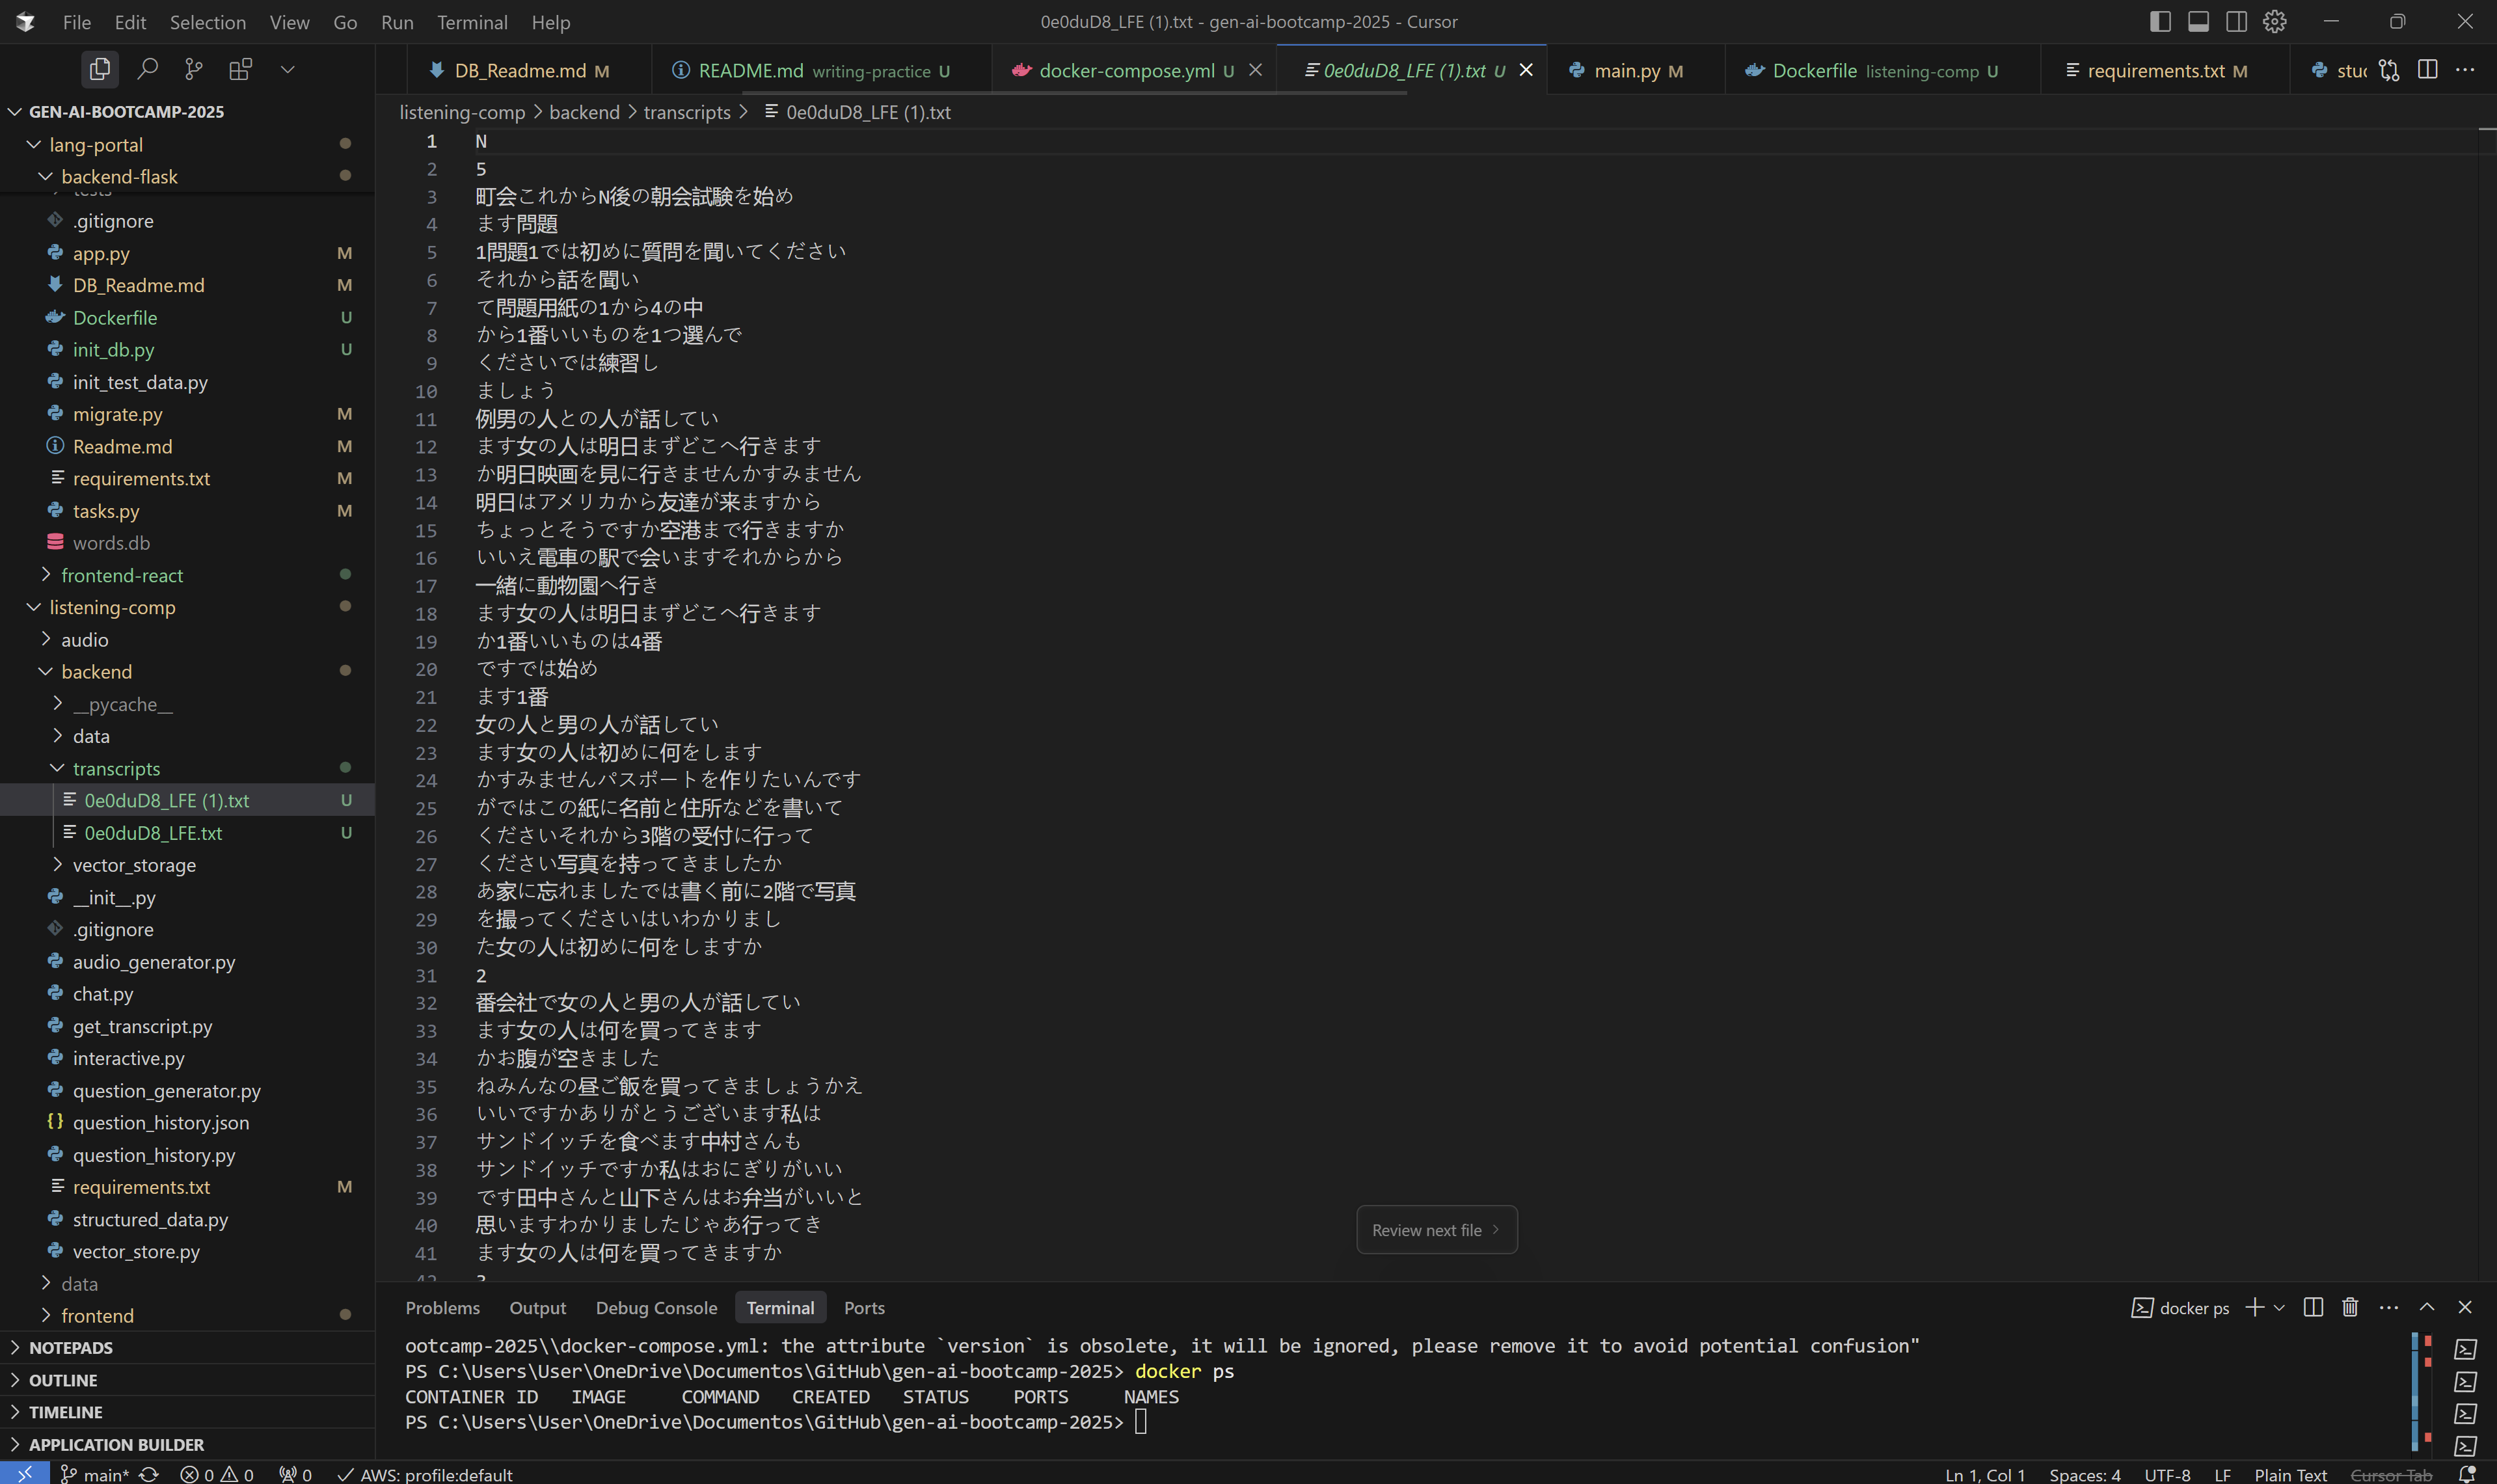 File Edit Selection View Go Run Terminal Help
0e0duD8_LFE (1).txt - gen-ai-bootcamp-2025 - Cursor
DB_Readme.md M
README.md writing-practice U
docker-compose.yml U
0e0duD8_LFE (1).txt U
main.py M
Dockerfile listening-comp U
requirements.txt M
GEN-AI-BOOTCAMP-2025
lang-portal
backend-flask
tests
.gitignore
app.py M
DB_Readme.md M
Dockerfile U
init_db.py U
init_test_data.py
migrate.py M
Readme.md M
requirements.txt M
tasks.py M
words.db
frontend-react
listening-comp
audio
backend
__pycache__
data
transcripts
0e0duD8_LFE (1).txt U
0e0duD8_LFE.txt U
vector_storage
__init__.py
.gitignore
audio_generator.py
chat.py
get_transcript.py
interactive.py
question_generator.py
{} question_history.json
question_history.py
requirements.txt M
structured_data.py
vector_store.py
data
frontend
NOTEPADS
OUTLINE
TIMELINE
APPLICATION BUILDER
listening-comp > backend > transcripts > 0e0duD8_LFE (1).txt
1 N
2 5
3 町会これからN後の朝会試験を始め
4 ます問題
5 1問題1では初めに質問を聞いてください
6 それから話を聞い
7 て問題用紙の1から4の中
8 から1番いいものを1つ選んで
9 くださいでは練習し
10 ましょう
11 例男の人との人が話してい
12 ます女の人は明日まずどこへ行きます
13 か明日映画を見に行きませんかすみません
14 明日はアメリカから友達が来ますから
15 ちょっとそうですか空港まで行きますか
16 いいえ電車の駅で会いますそれからから
17 一緒に動物園へ行き
18 ます女の人は明日まずどこへ行きます
19 か1番いいものは4番
20 ですでは始め
21 ます1番
22 女の人と男の人が話してい
23 ます女の人は初めに何をします
24 かすみませんパスポートを作りたいんです
25 がではこの紙に名前と住所などを書いて
26 くださいそれから3階の受付に行って
27 ください写真を持ってきましたか
28 あ家に忘れましたでは書く前に2階で写真
29 を撮ってくださいはいわかりまし
30 た女の人は初めに何をしますか
31 2
32 番会社で女の人と男の人が話してい
33 ます女の人は何を買ってきます
34 かお腹が空きました
35 ねみんなの昼ご飯を買ってきましょうかえ
36 いいですかありがとうございます私は
37 サンドイッチを食べます中村さんも
38 サンドイッチですか私はおにぎりがいい
39 です田中さんと山下さんはお弁当がいいと
40 思いますわかりましたじゃあ行ってき
41 ます女の人は何を買ってきますか
42 3
Review next file >
Problems Output Debug Console Terminal Ports
docker ps
ootcamp-2025\\docker-compose.yml: the attribute `version` is obsolete, it will be ignored, please remove it to avoid potential confusion"
PS C:\Users\User\OneDrive\Documentos\GitHub\gen-ai-bootcamp-2025> docker ps
CONTAINER ID IMAGE COMMAND CREATED STATUS PORTS NAMES
PS C:\Users\User\OneDrive\Documentos\GitHub\gen-ai-bootcamp-2025>
main* 0 0 0 AWS: profile:default
Ln 1, Col 1 Spaces: 4 UTF-8 LF Plain Text Cursor Tab